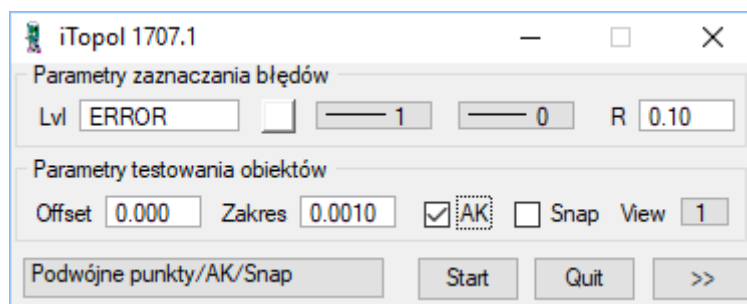 iTopol 1707.1
Parametry zaznaczania błędów
Lvl ERROR 1 0 R 0.10
Parametry testowania obiektów
Offset 0.000 Zakres 0.0010 AK Snap View 1
Podwójne punkty/AK/Snap Start Quit >>